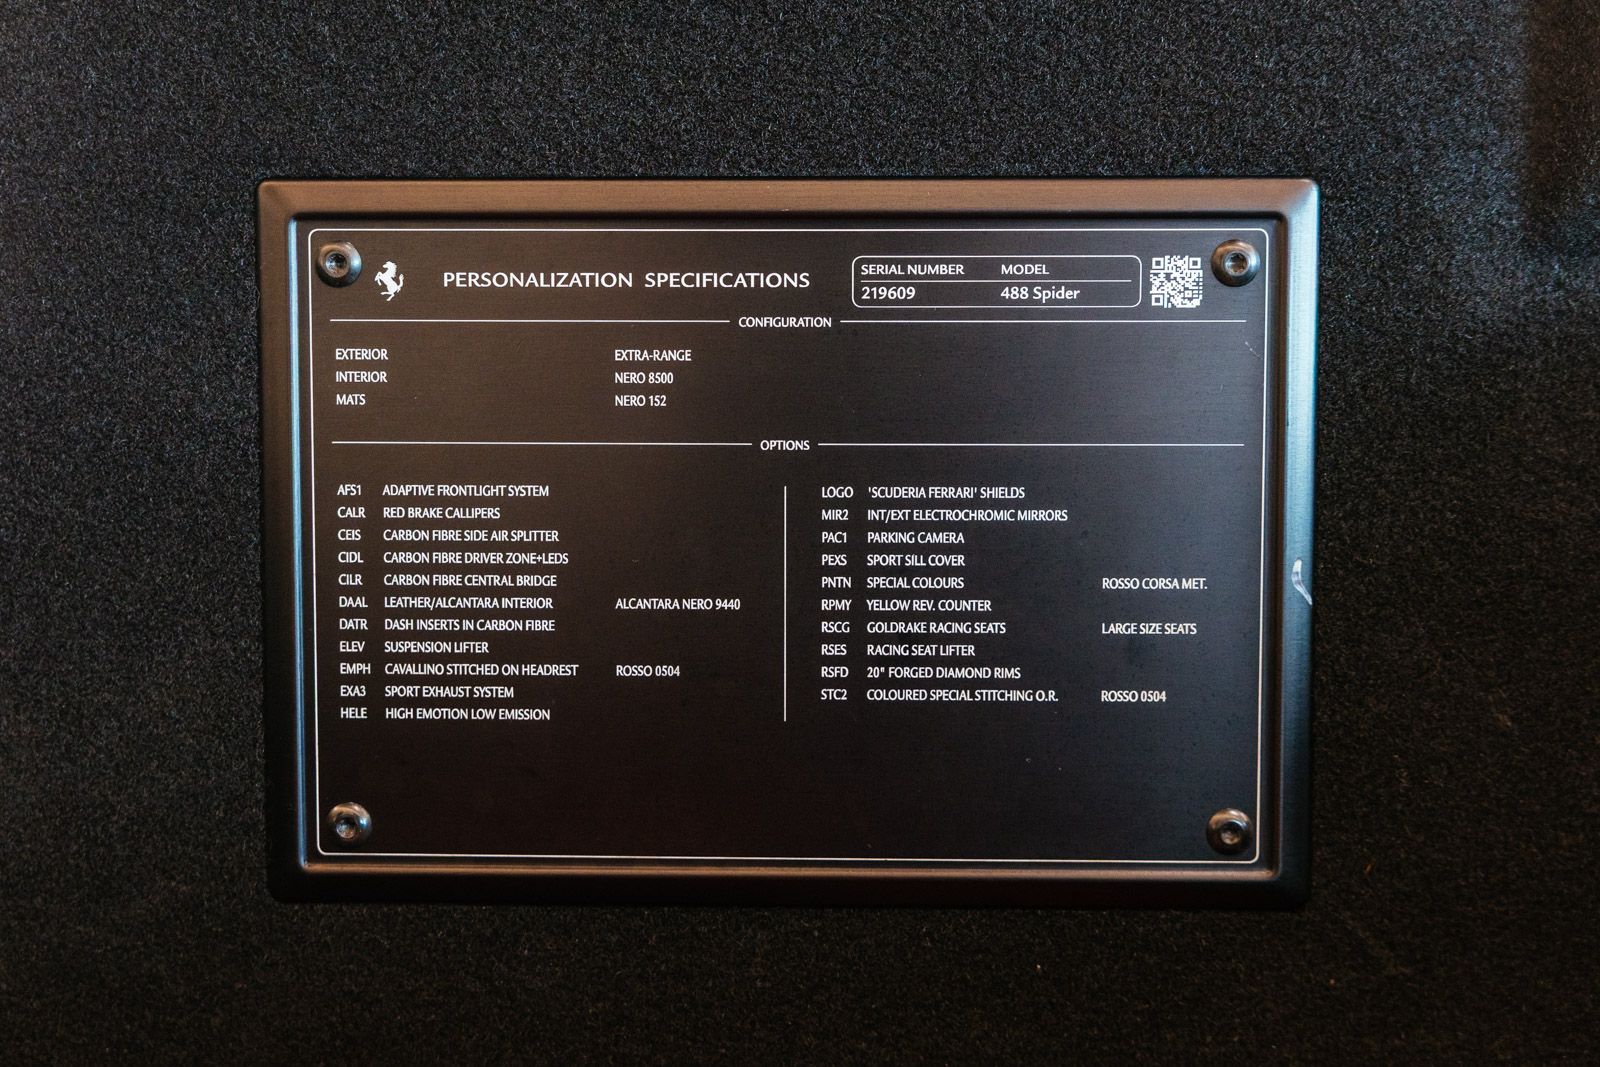 PERSONALIZATION SPECIFICATIONS
SERIAL NUMBER MODEL
219609 488 Spider
CONFIGURATION
EXTERIOR EXTRA-RANGE
INTERIOR NERO 8500
MATS NERO 152
OPTIONS
AFS1 ADAPTIVE FRONTLIGHT SYSTEM
CALR RED BRAKE CALLIPERS
CEIS CARBON FIBRE SIDE AIR SPLITTER
CIDL CARBON FIBRE DRIVER ZONE+LEDS
CILR CARBON FIBRE CENTRAL BRIDGE
DAAL LEATHER/ALCANTARA INTERIOR ALCANTARA NERO 9440
DATR DASH INSERTS IN CARBON FIBRE
ELEV SUSPENSION LIFTER
EMPH CAVALLINO STITCHED ON HEADREST ROSSO 0504
EXA3 SPORT EXHAUST SYSTEM
HELE HIGH EMOTION LOW EMISSION
LOGO 'SCUDERIA FERRARI' SHIELDS
MIR2 INT/EXT ELECTROCHROMIC MIRRORS
PAC1 PARKING CAMERA
PEXS SPORT SILL COVER
PNTN SPECIAL COLOURS ROSSO CORSA MET.
RPMY YELLOW REV. COUNTER
RSCG GOLDRAKE RACING SEATS LARGE SIZE SEATS
RSES RACING SEAT LIFTER
RSFD 20" FORGED DIAMOND RIMS
STC2 COLOURED SPECIAL STITCHING O.R. ROSSO 0504